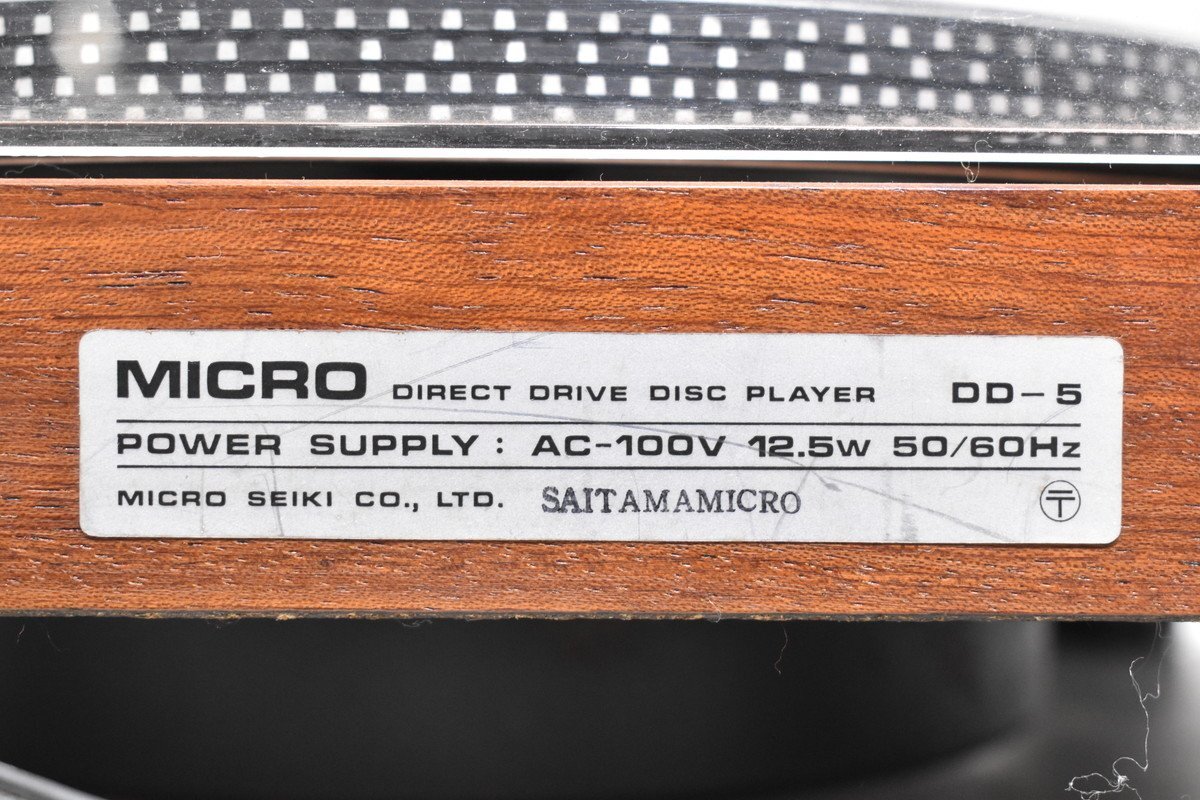 MICRO DIRECT DRIVE DISC PLAYER DD-5
POWER SUPPLY : AC-100V 12.5W 50/60Hz
MICRO SEIKI CO., LTD. SAITAMAMICRO 〒